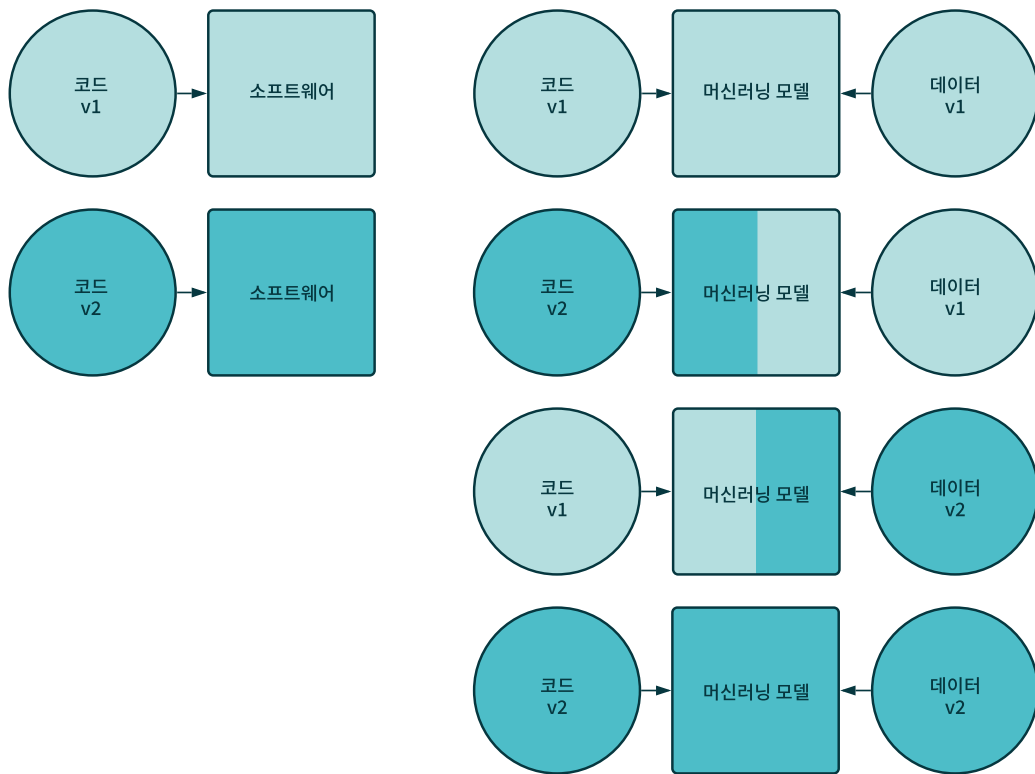 코드
v1
소프트웨어
코드
v1
머신러닝 모델
데이터
v1
코드
v2
소프트웨어
코드
v2
머신러닝 모델
데이터
v1
코드
v1
머신러닝 모델
데이터
v2
코드
v2
머신러닝 모델
데이터
v2